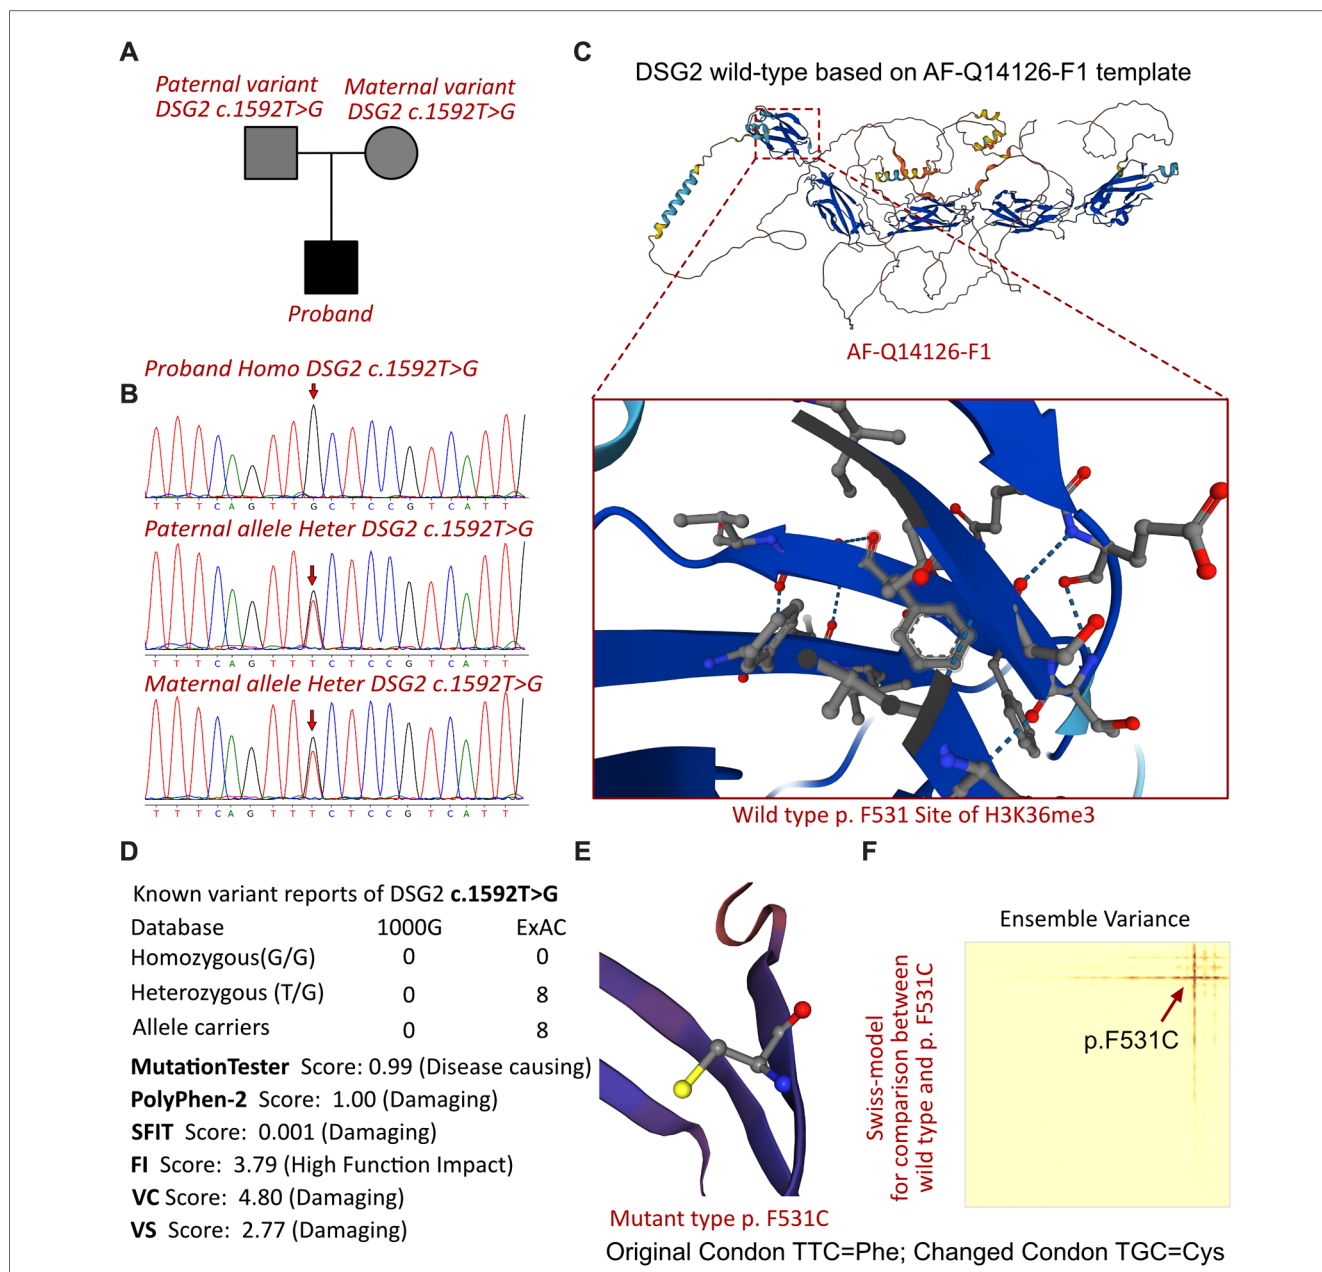 A
Paternal variant
DSG2 c.1592T>G
Maternal variant
DSG2 c.1592T>G
Proband
B
Proband Homo DSG2 c.1592T>G
T T T C A G T T G C T C C G T C A T T
Paternal allele Heter DSG2 c.1592T>G
T T T C A G T T T C T C C G T C A T T
Maternal allele Heter DSG2 c.1592T>G
T T T C A G T T T C T C C G T C A T T
C
DSG2 wild-type based on AF-Q14126-F1 template
AF-Q14126-F1
Wild type p. F531 Site of H3K36me3
D
Known variant reports of DSG2 c.1592T>G
Database 1000G ExAC
Homozygous(G/G) 0 0
Heterozygous (T/G) 0 8
Allele carriers 0 8
MutationTester Score: 0.99 (Disease causing)
PolyPhen-2 Score: 1.00 (Damaging)
SFIT Score: 0.001 (Damaging)
FI Score: 3.79 (High Function Impact)
VC Score: 4.80 (Damaging)
VS Score: 2.77 (Damaging)
E
Mutant type p. F531C
F
Ensemble Variance
Swiss-model
for comparison between
wild type and p. F531C
p.F531C
Original Condon TTC=Phe; Changed Condon TGC=Cys